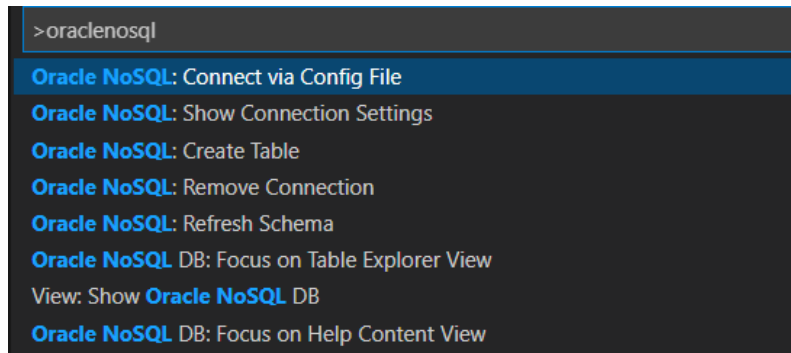 >oraclenosql
Oracle NoSQL: Connect via Config File
Oracle NoSQL: Show Connection Settings
Oracle NoSQL: Create Table
Oracle NoSQL: Remove Connection
Oracle NoSQL: Refresh Schema
Oracle NoSQL DB: Focus on Table Explorer View
View: Show Oracle NoSQL DB
Oracle NoSQL DB: Focus on Help Content View